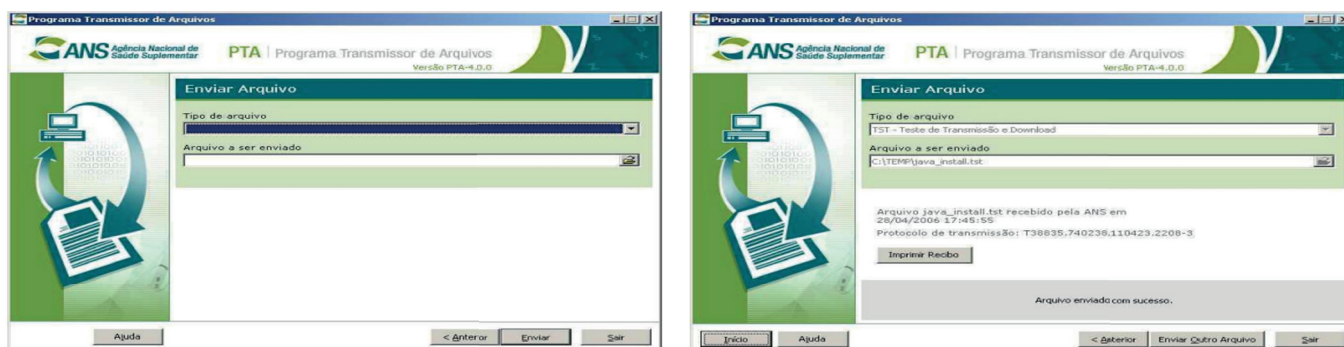 Programa Transmissor de Arquivos
ANS Agência Nacional de
Saúde Suplementar
PTA | Programa Transmissor de Arquivos
Versão PTA-4.0.0
Enviar Arquivo
Tipo de arquivo
Arquivo a ser enviado
Ajuda
< Anterior
Enviar
Sair
Programa Transmissor de Arquivos
ANS Agência Nacional de
Saúde Suplementar
PTA | Programa Transmissor de Arquivos
Versão PTA-4.0.0
Enviar Arquivo
Tipo de arquivo
TST - Teste de Transmissão e Download
Arquivo a ser enviado
C:\TEMP\java_install.tst
Arquivo java_install.tst recebido pela ANS em
28/04/2006 17:45:55
Protocolo de transmissão: T38835.740238.110423.2208-3
Imprimir Recibo
Arquivo enviado com sucesso.
Início
Ajuda
< Anterior
Enviar Outro Arquivo
Sair